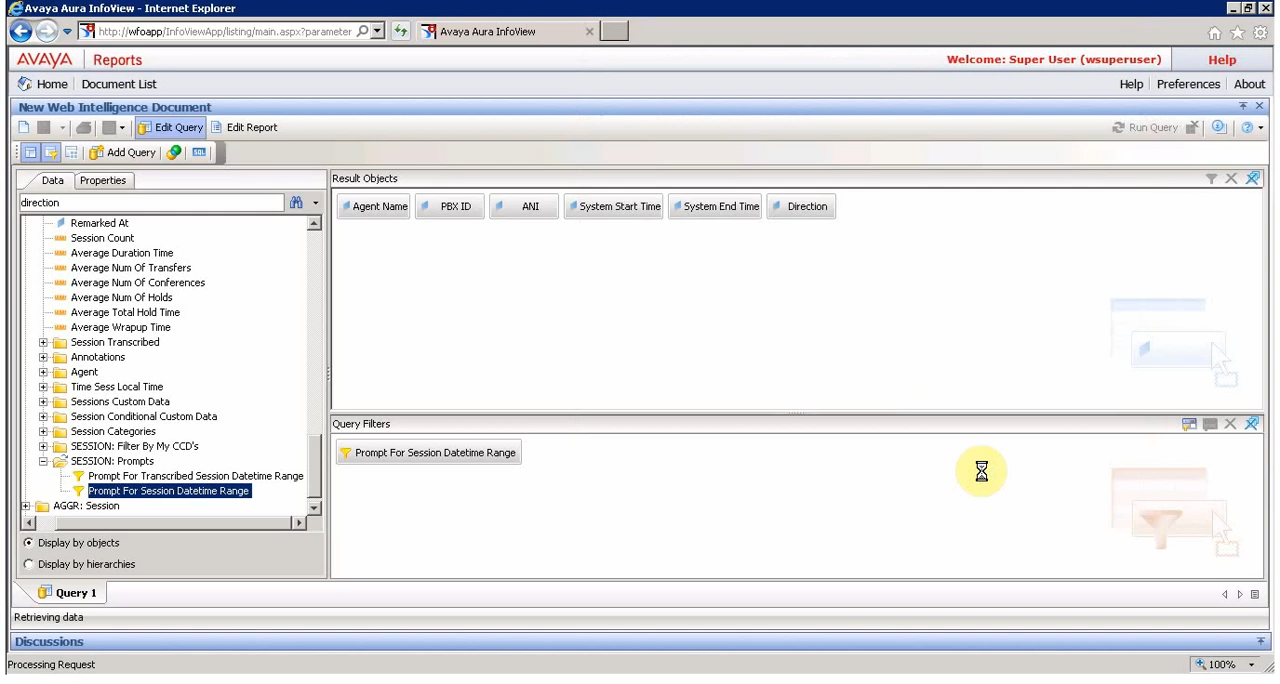 Avaya Aura InfoView - Internet Explorer
http://wfoapp/InfoViewApp/listing/main.aspx?parameter
Avaya Aura InfoView
AVAYA Reports
Welcome: Super User (wsuperuser) Help
Home Document List Help Preferences About
New Web Intelligence Document
Edit Query Edit Report Run Query
Add Query SQL
Data Properties
Result Objects
direction
Agent Name PBX ID ANI System Start Time System End Time Direction
Remarked At
Session Count
Average Duration Time
Average Num Of Transfers
Average Num Of Conferences
Average Num Of Holds
Average Total Hold Time
Average Wrapup Time
Session Transcribed
Annotations
Agent
Time Sess Local Time
Sessions Custom Data
Session Conditional Custom Data
Session Categories
SESSION: Filter By My CCD's
SESSION: Prompts
Prompt For Transcribed Session Datetime Range
Prompt For Session Datetime Range
AGGR: Session
Query Filters
Prompt For Session Datetime Range
Display by objects
Display by hierarchies
Query 1
Retrieving data
Discussions
Processing Request
100%